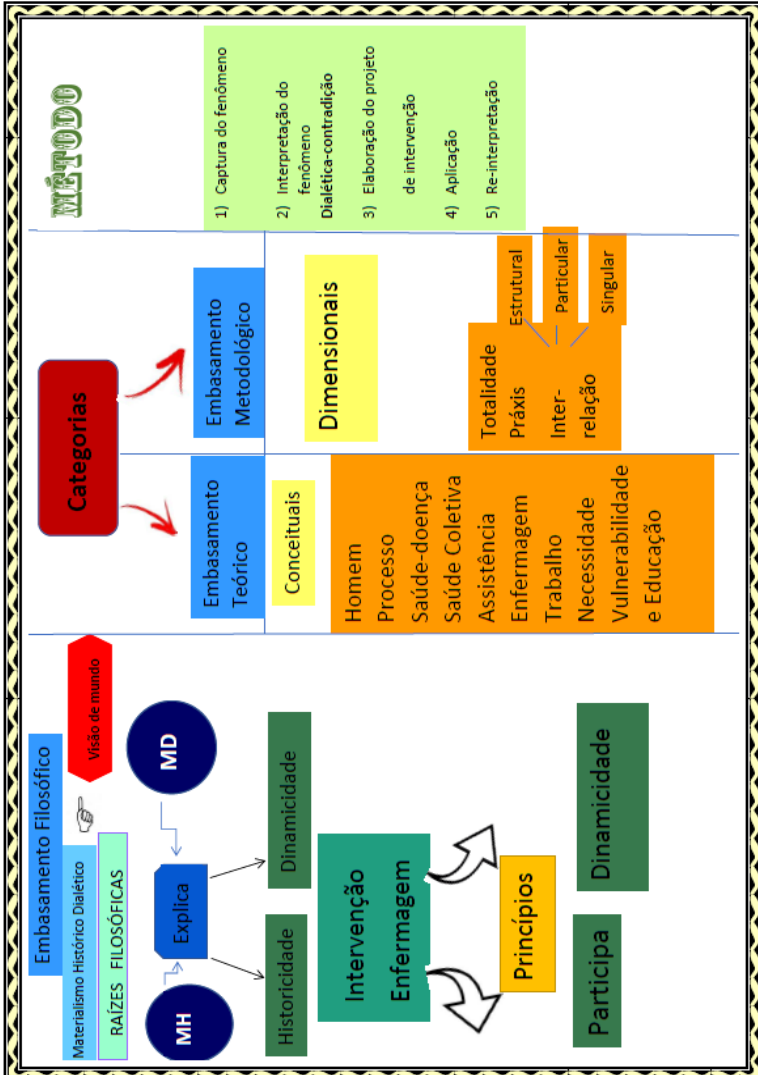 Embasamento Filosófico
Materialismo Histórico Dialético
Visão de mundo
RAÍZES FILOSÓFICAS
MH
Explica
MD
Historicidade
Dinamicidade
Intervenção
Enfermagem
Princípios
Participa
Dinamicidade
Categorias
Embasamento
Teórico
Conceituais
Homem
Processo
Saúde-doença
Saúde Coletiva
Assistência
Enfermagem
Trabalho
Necessidade
Vulnerabilidade
e Educação
Embasamento
Metodológico
Dimensionais
Totalidade
Práxis
Inter-
relação
Estrutural
Particular
Singular
MÉTODO
1) Captura do fenômeno
2) Interpretação do
fenômeno
Dialética-contradição
3) Elaboração do projeto
de intervenção
4) Aplicação
5) Re-interpretação